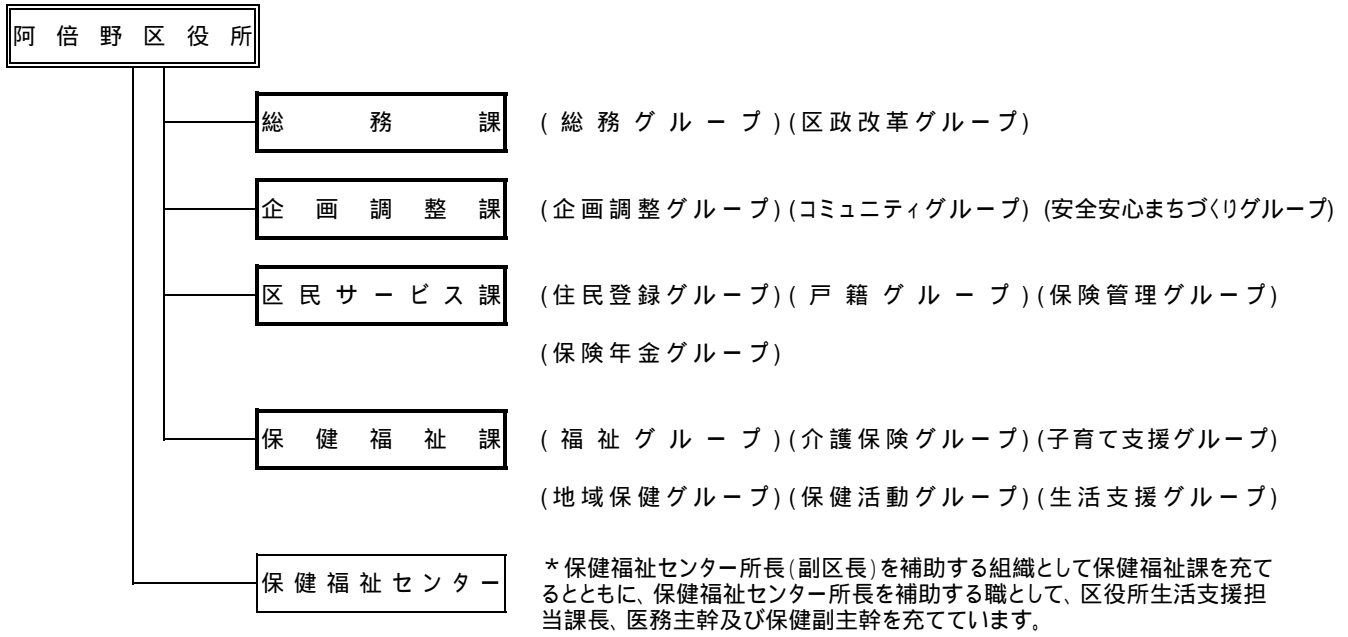 阿倍野区役所
総務課 (総務グループ)(区政改革グループ)
企画調整課 (企画調整グループ)(コミュニティグループ) (安全安心まちづくりグループ)
区民サービス課 (住民登録グループ)(戸籍グループ)(保険管理グループ)
(保険年金グループ)
保健福祉課 (福祉グループ)(介護保険グループ)(子育て支援グループ)
(地域保健グループ)(保健活動グループ)(生活支援グループ)
保健福祉センター
*保健福祉センター所長(副区長)を補助する組織として保健福祉課を充て
るとともに、保健福祉センター所長を補助する職として、区役所生活支援担
当課長、医務主幹及び保健副主幹を充てています。